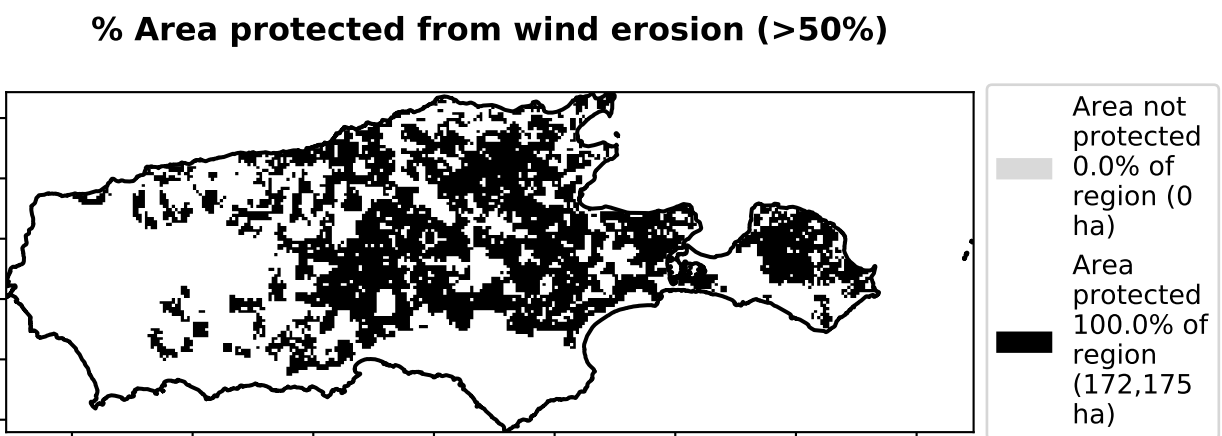 % Area protected from wind erosion (>50%)
Area not
protected
0.0% of
region (0
ha)
Area
protected
100.0% of
region
(172,175
ha)